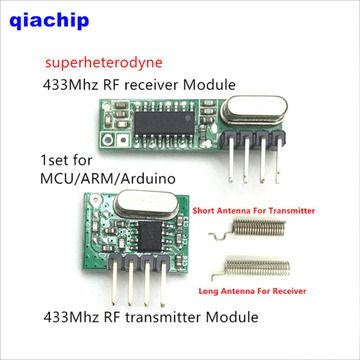 qiachip
superheterodyne
433Mhz RF receiver Module
1set for
MCU/ARM/Arduino
Short Antenna For Transmitter
Long Antenna For Receiver
433Mhz RF transmitter Module